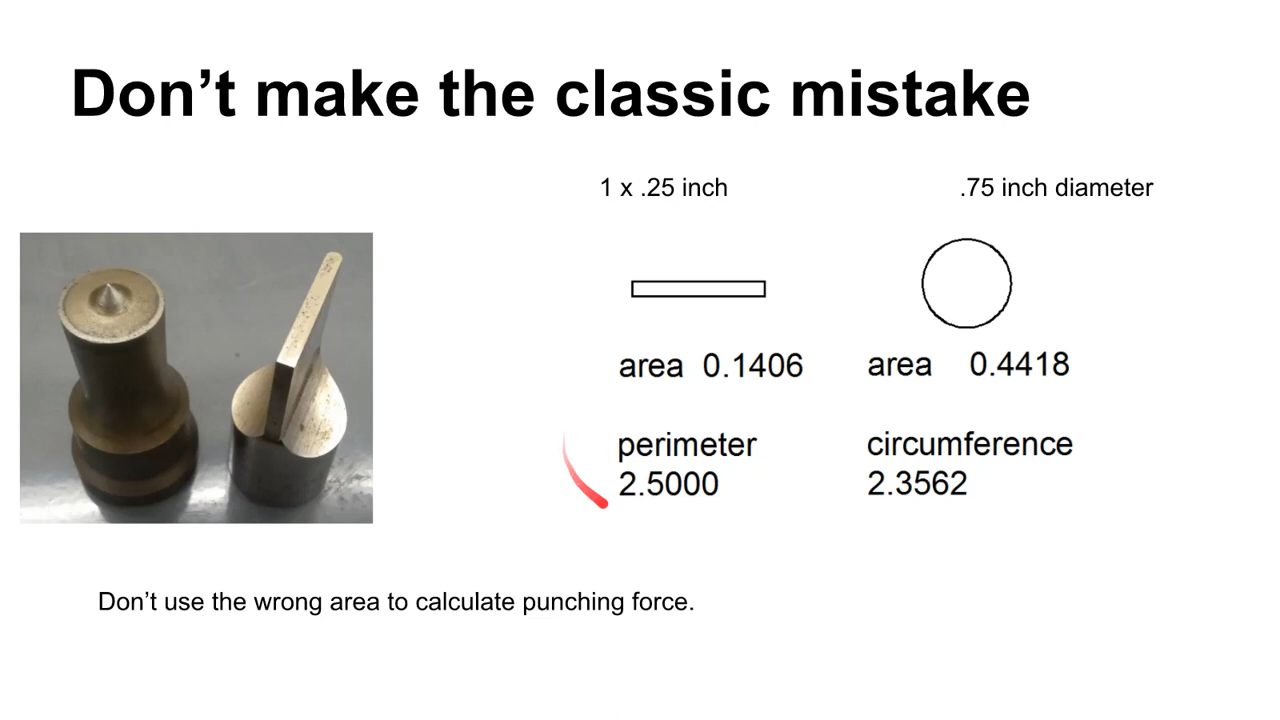 Don’t make the classic mistake
1 x .25 inch
.75 inch diameter
area 0.1406
area 0.4418
perimeter
2.5000
circumference
2.3562
Don’t use the wrong area to calculate punching force.